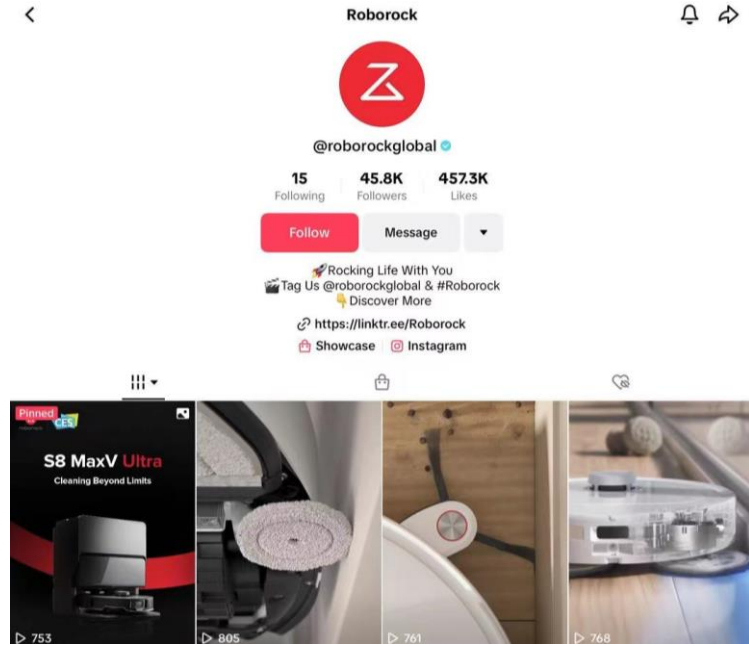 Roborock
@roborockglobal
15 45.8K 457.3K
Following Followers Likes
Follow Message
🚀Rocking Life With You
🎬Tag Us @roborockglobal & #Roborock
👇Discover More
https://linktr.ee/Roborock
Showcase Instagram
Pinned
CES
S8 MaxV Ultra
Cleaning Beyond Limits
753 805 761 768